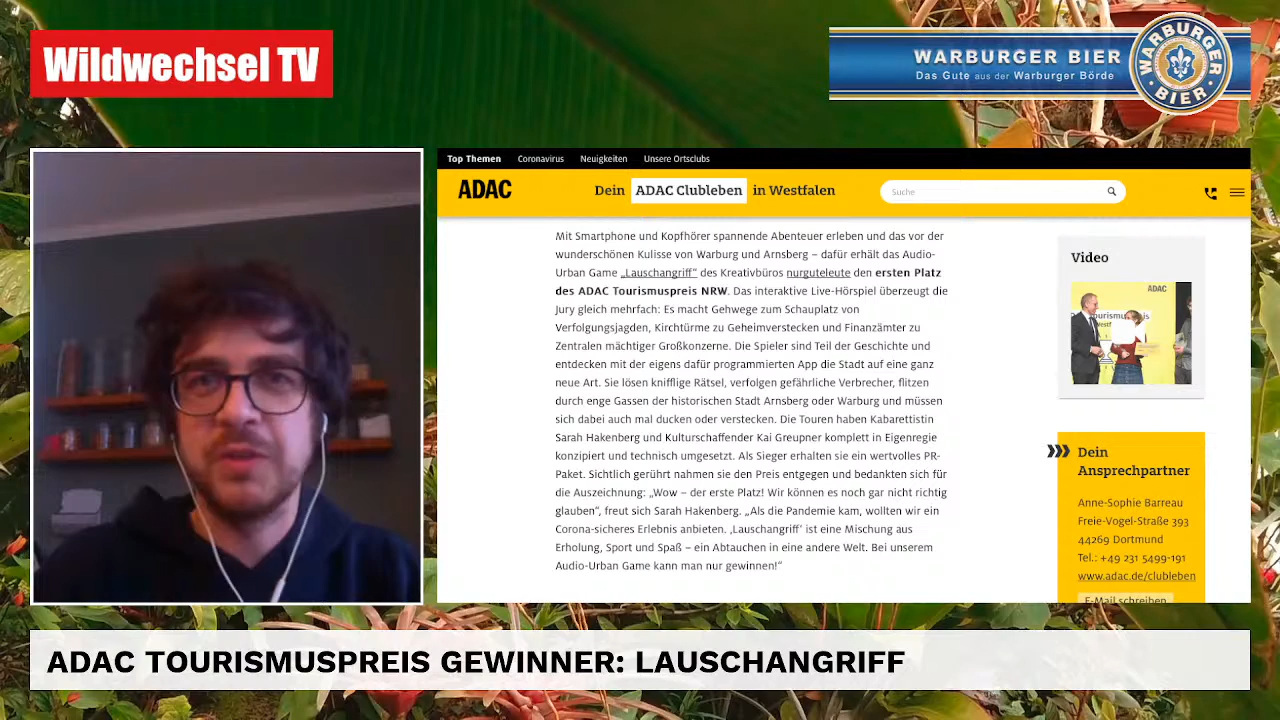 Wildwechsel TV
WARBURGER BIER
Das Gute aus der Warburger Börde
WARBURGER
BIER
Top Themen Coronavirus Neuigkeiten Unsere Ortsclubs
ADAC
Dein ADAC Clubleben in Westfalen
Suche
Mit Smartphone und Kopfhörer spannende Abenteuer erleben und das vor der
wunderschönen Kulisse von Warburg und Arnsberg – dafür erhält das Audio-
Urban Game „Lauschangriff“ des Kreativbüros nurguteleute den ersten Platz
des ADAC Tourismuspreis NRW. Das interaktive Live-Hörspiel überzeugt die
Jury gleich mehrfach: Es macht Gehwege zum Schauplatz von
Verfolgungsjagden, Kirchtürme zu Geheimverstecken und Finanzämter zu
Zentralen mächtiger Großkonzerne. Die Spieler sind Teil der Geschichte und
entdecken mit der eigens dafür programmierten App die Stadt auf eine ganz
neue Art. Sie lösen knifflige Rätsel, verfolgen gefährliche Verbrecher, flitzen
durch enge Gassen der historischen Stadt Arnsberg oder Warburg und müssen
sich dabei auch mal ducken oder verstecken. Die Touren haben Kabarettistin
Sarah Hakenberg und Kulturschaffender Kai Greupner komplett in Eigenregie
konzipiert und technisch umgesetzt. Als Sieger erhalten sie ein wertvolles PR-
Paket. Sichtlich gerührt nahmen sie den Preis entgegen und bedankten sich für
die Auszeichnung: „Wow – der erste Platz! Wir können es noch gar nicht richtig
glauben“, freut sich Sarah Hakenberg. „Als die Pandemie kam, wollten wir ein
Corona-sicheres Erlebnis anbieten. ‚Lauschangriff‘ ist eine Mischung aus
Erholung, Sport und Spaß – ein Abtauchen in eine andere Welt. Bei unserem
Audio-Urban Game kann man nur gewinnen!“
Video
ADAC
Dein
Ansprechpartner
Anne-Sophie Barreau
Freie-Vogel-Straße 393
44269 Dortmund
Tel.: +49 231 5499-191
www.adac.de/clubleben
E-Mail schreiben
ADAC TOURISMUSPREIS GEWINNER: LAUSCHANGRIFF